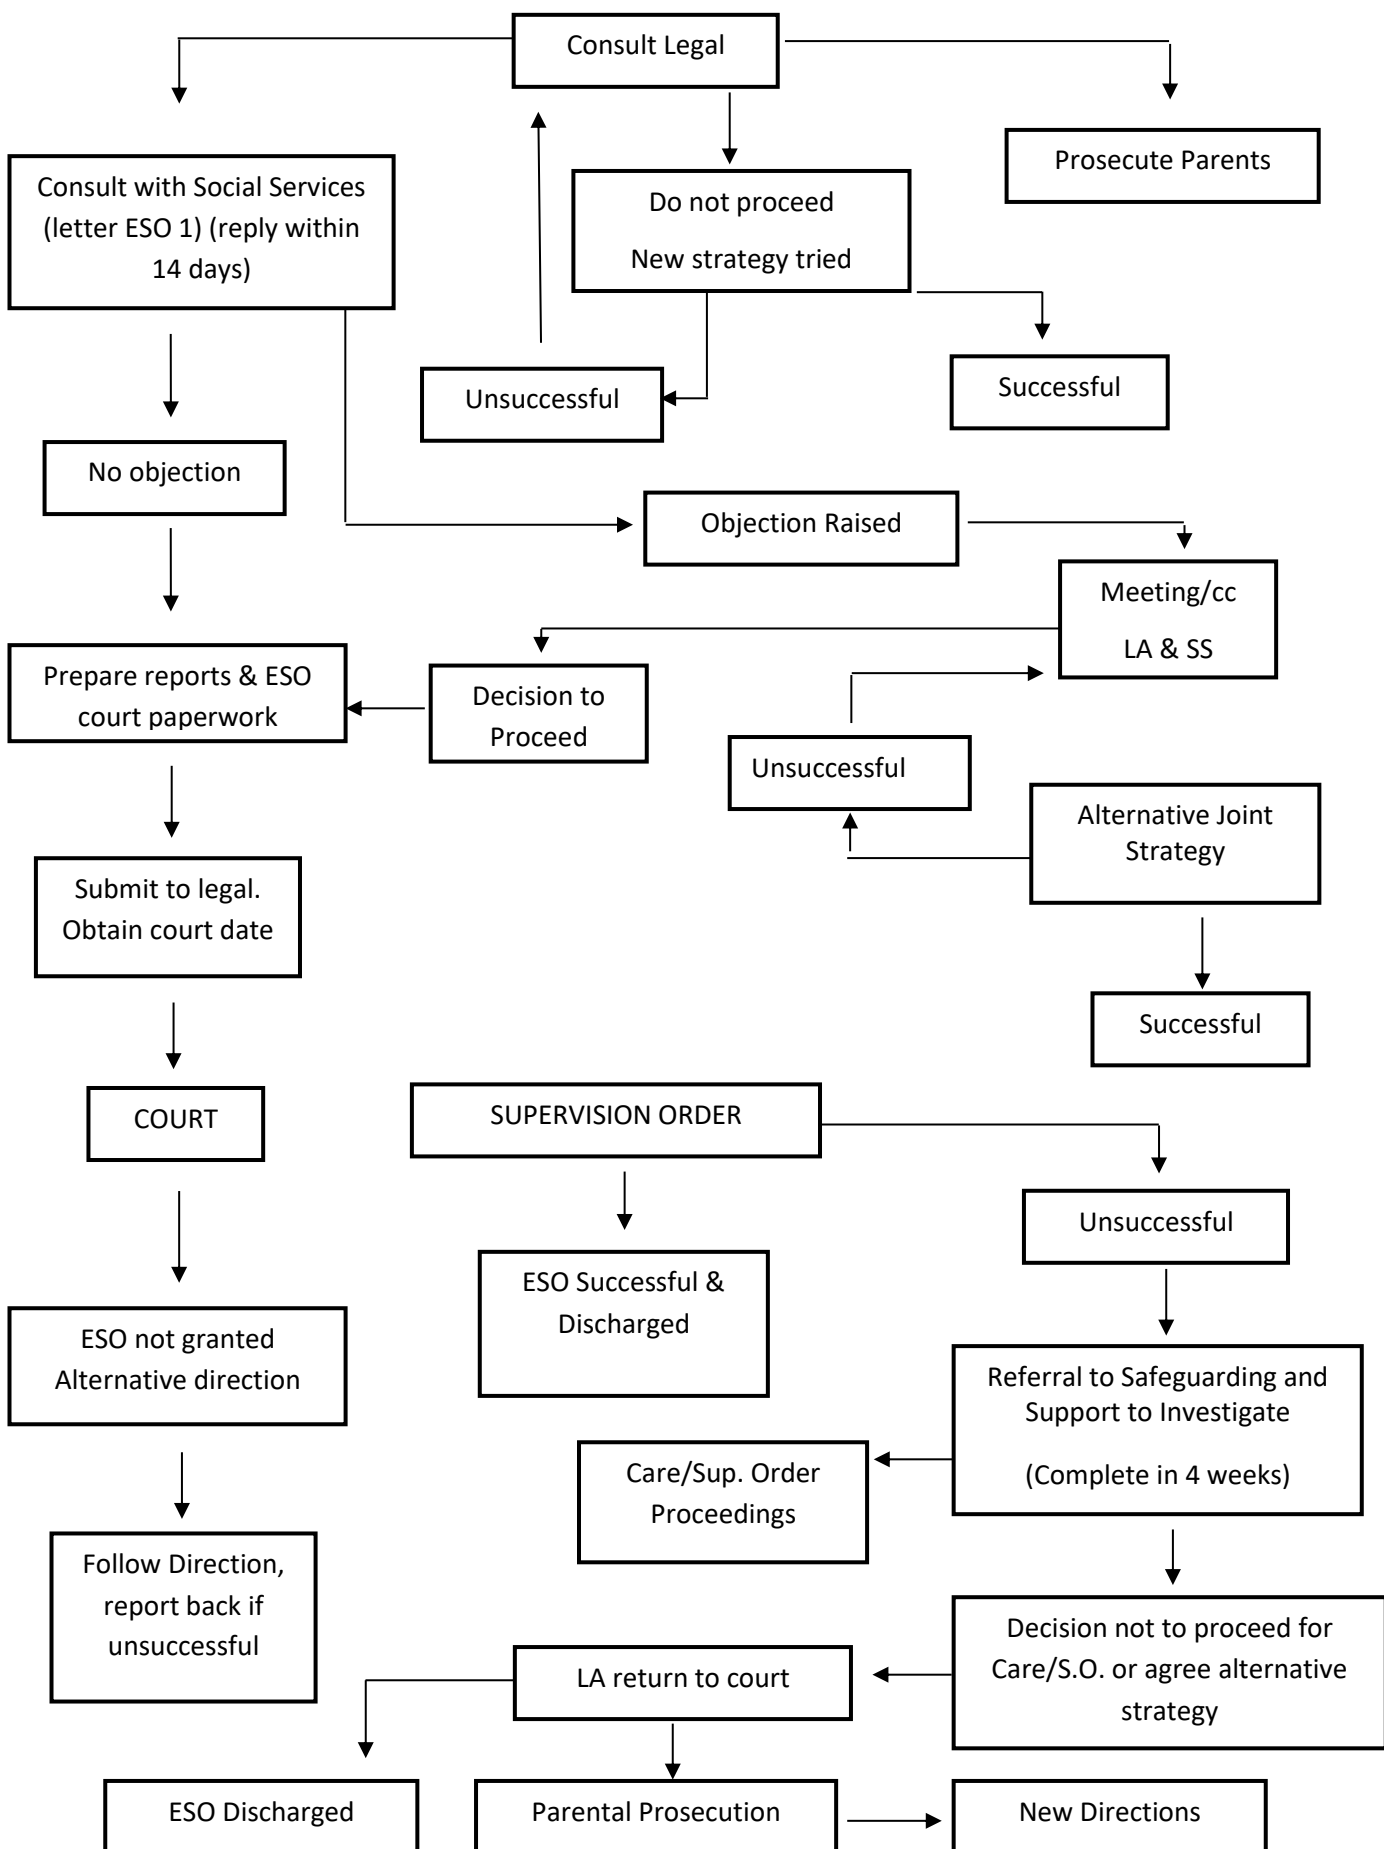 Consult Legal
Prosecute Parents
Consult with Social Services
(letter ESO 1) (reply within
14 days)
Do not proceed
New strategy tried
Unsuccessful
Successful
No objection
Objection Raised
Meeting/cc
LA & SS
Prepare reports & ESO
court paperwork
Decision to
Proceed
Unsuccessful
Alternative Joint
Strategy
Submit to legal.
Obtain court date
Successful
COURT
SUPERVISION ORDER
Unsuccessful
ESO Successful &
Discharged
ESO not granted
Alternative direction
Referral to Safeguarding and
Support to Investigate
(Complete in 4 weeks)
Care/Sup. Order
Proceedings
Follow Direction,
report back if
unsuccessful
Decision not to proceed for
Care/S.O. or agree alternative
strategy
LA return to court
ESO Discharged
Parental Prosecution
New Directions